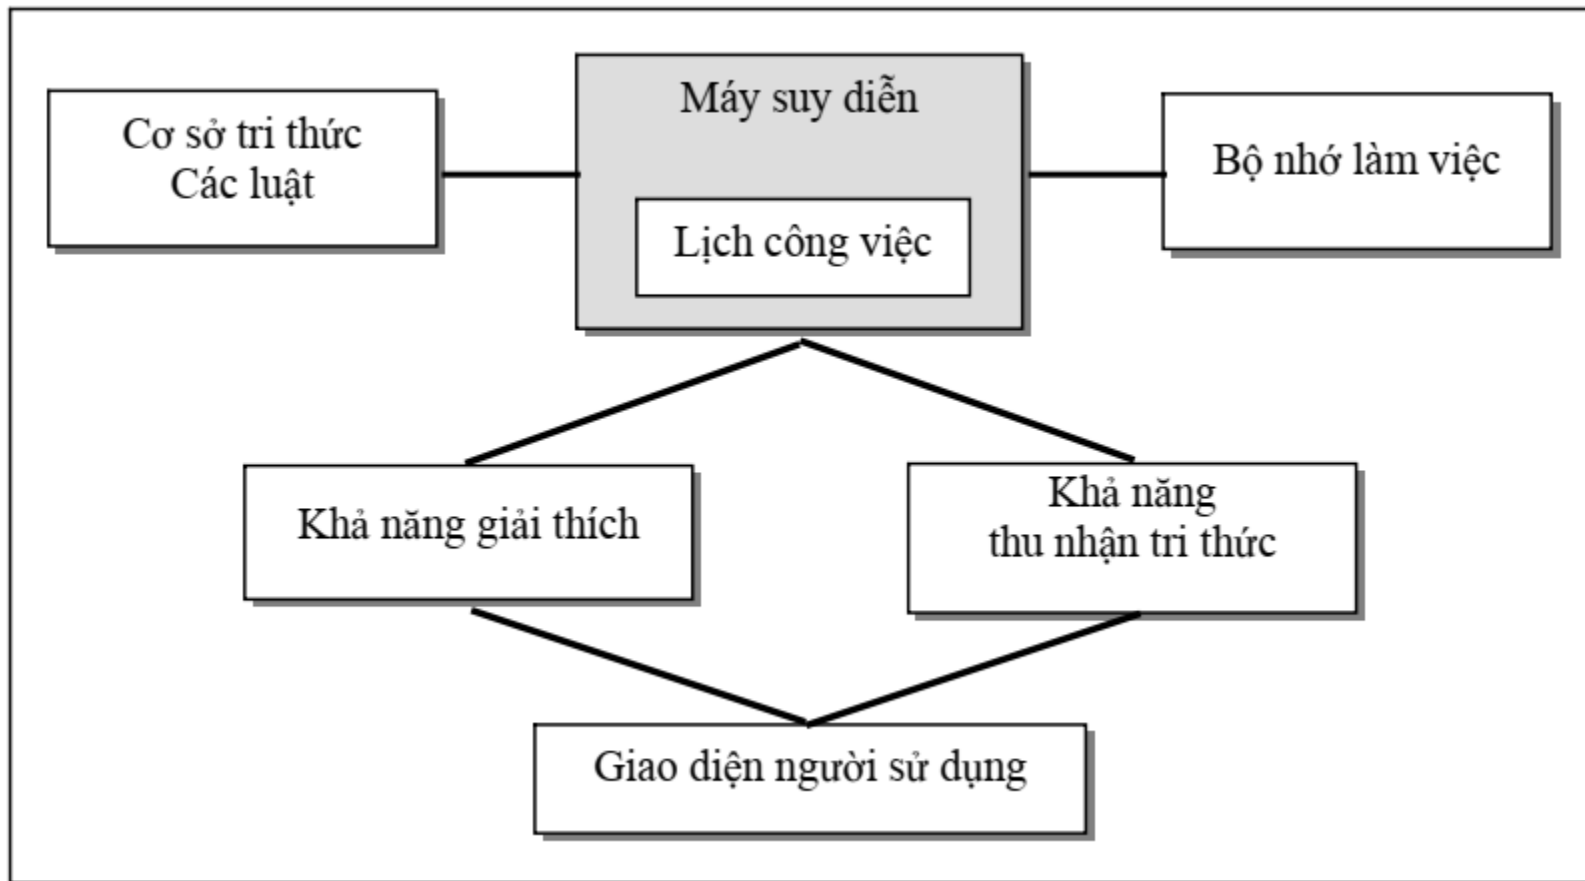 Máy suy diễn
Cơ sở tri thức
Các luật
Bộ nhớ làm việc
Lịch công việc
Khả năng giải thích
Khả năng
thu nhận tri thức
Giao diện người sử dụng